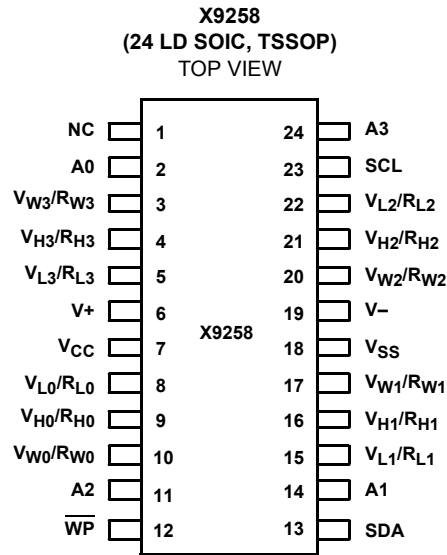 X9258
(24 LD SOIC, TSSOP)
TOP VIEW
NC 1 24 A3
A0 2 23 SCL
VW3/RW3 3 22 VL2/RL2
VH3/RH3 4 21 VH2/RH2
VL3/RL3 5 20 VW2/RW2
V+ 6 19 V–
X9258
VCC 7 18 VSS
VL0/RL0 8 17 VW1/RW1
VH0/RH0 9 16 VH1/RH1
VW0/RW0 10 15 VL1/RL1
A2 11 14 A1
WP 12 13 SDA